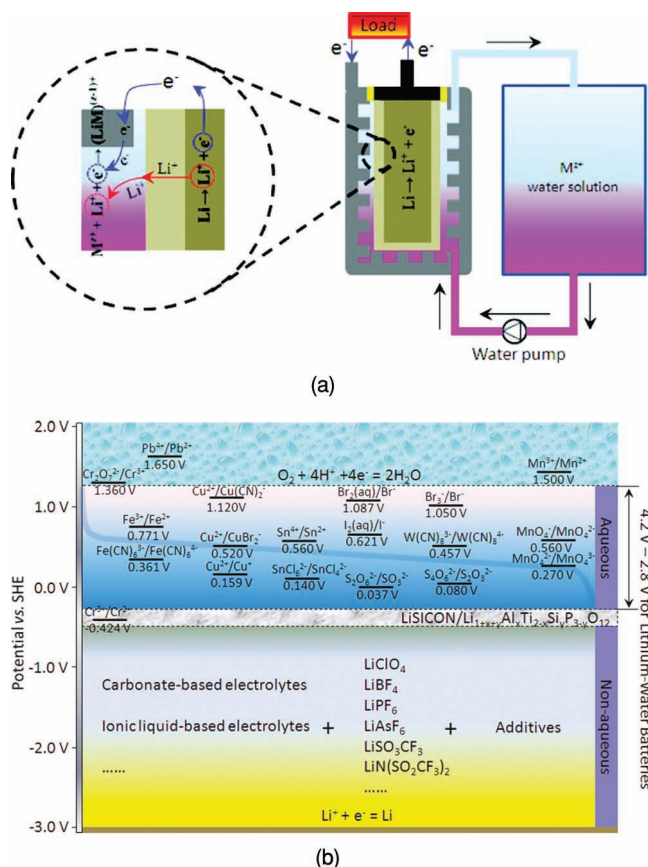 Load
e⁻
e⁻
e⁻
e⁻
e⁻
Li⁺
Li⁺
M²⁺ + Li⁺ + e⁻ → (LiM)⁽ᶻ⁻¹⁾⁺
Li → Li⁺ + e⁻
Li → Li⁺ + e⁻
M²⁺
water solution
Water pump
(a)
Potential vs. SHE
2.0 V
1.0 V
0.0 V
-1.0 V
-2.0 V
-3.0 V
Pb⁴⁺/Pb²⁺
1.650 V
Cr₂O₇²⁻/Cr³⁺
1.360 V
O₂ + 4H⁺ +4e⁻ = 2H₂O
Mn³⁺/Mn²⁺
1.500 V
Cu²⁺/Cu(CN)₂⁻
1.120 V
Br₂(aq)/Br⁻
1.087 V
Br₃⁻/Br⁻
1.050 V
Fe³⁺/Fe²⁺
0.771 V
Cu²⁺/CuBr₂⁻
0.520 V
Sn⁴⁺/Sn²⁺
0.560 V
I₂(aq)/I⁻
0.621 V
W(CN)₈³⁻/W(CN)₈⁴⁻
0.457 V
MnO₄⁻/MnO₄²⁻
0.560 V
Fe(CN)₆³⁻/Fe(CN)₆⁴⁻
0.361 V
Cu²⁺/Cu⁺
0.159 V
SnCl₆²⁻/SnCl₄²⁻
0.140 V
S₂O₆²⁻/SO₃²⁻
0.037 V
S₄O₆²⁻/S₂O₃²⁻
0.080 V
MnO₄²⁻/MnO₄³⁻
0.270 V
Cr³⁺/Cr²⁺
-0.424 V
LiSICON/Li₁₊ₓ₊ᵧAlₓTi₂₋ₓSiᵧP₃₋ᵧO₁₂
Aqueous
Non-aqueous
4.2 V – 2.8 V for Lithium-Water Batteries
Carbonate-based electrolytes
Ionic liquid-based electrolytes
......
+
LiClO₄
LiBF₄
LiPF₆
LiAsF₆
LiSO₃CF₃
LiN(SO₂CF₃)₂
......
+
Additives
Li⁺ + e⁻ = Li
(b)